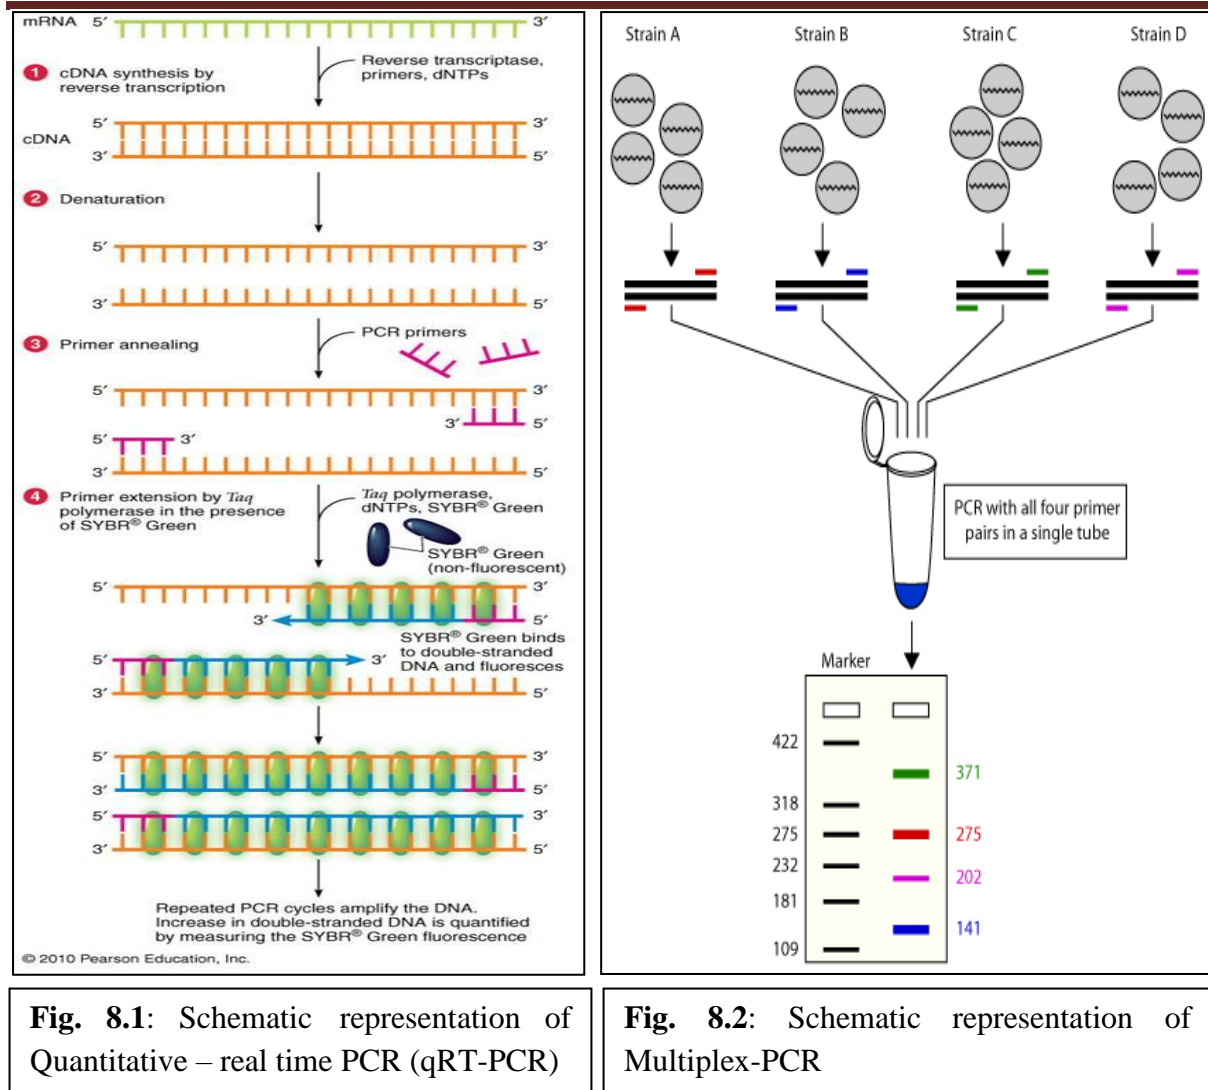 mRNA 5′ 3′
Reverse transcriptase,
primers, dNTPs
1 cDNA synthesis by
reverse transcription
5′ 3′
cDNA
3′ 5′
2 Denaturation
5′ 3′
3′ 5′
PCR primers
3 Primer annealing
5′ 3′
3′ 5′
5′ 3′
3′ 5′
4 Primer extension by Taq
polymerase in the presence
of SYBR® Green
Taq polymerase,
dNTPs, SYBR® Green
SYBR® Green
(non-fluorescent)
5′ 3′
3′ 5′
SYBR® Green binds
to double-stranded
DNA and fluoresces
5′ 3′
3′ 5′
5′ 3′
3′ 5′
5′ 3′
3′ 5′
Repeated PCR cycles amplify the DNA.
Increase in double-stranded DNA is quantified
by measuring the SYBR® Green fluorescence
© 2010 Pearson Education, Inc.
Fig. 8.1: Schematic representation of
Quantitative – real time PCR (qRT-PCR)
Strain A Strain B Strain C Strain D
PCR with all four primer
pairs in a single tube
Marker
422
371
318
275 275
232
202
181
141
109
Fig. 8.2: Schematic representation of
Multiplex-PCR